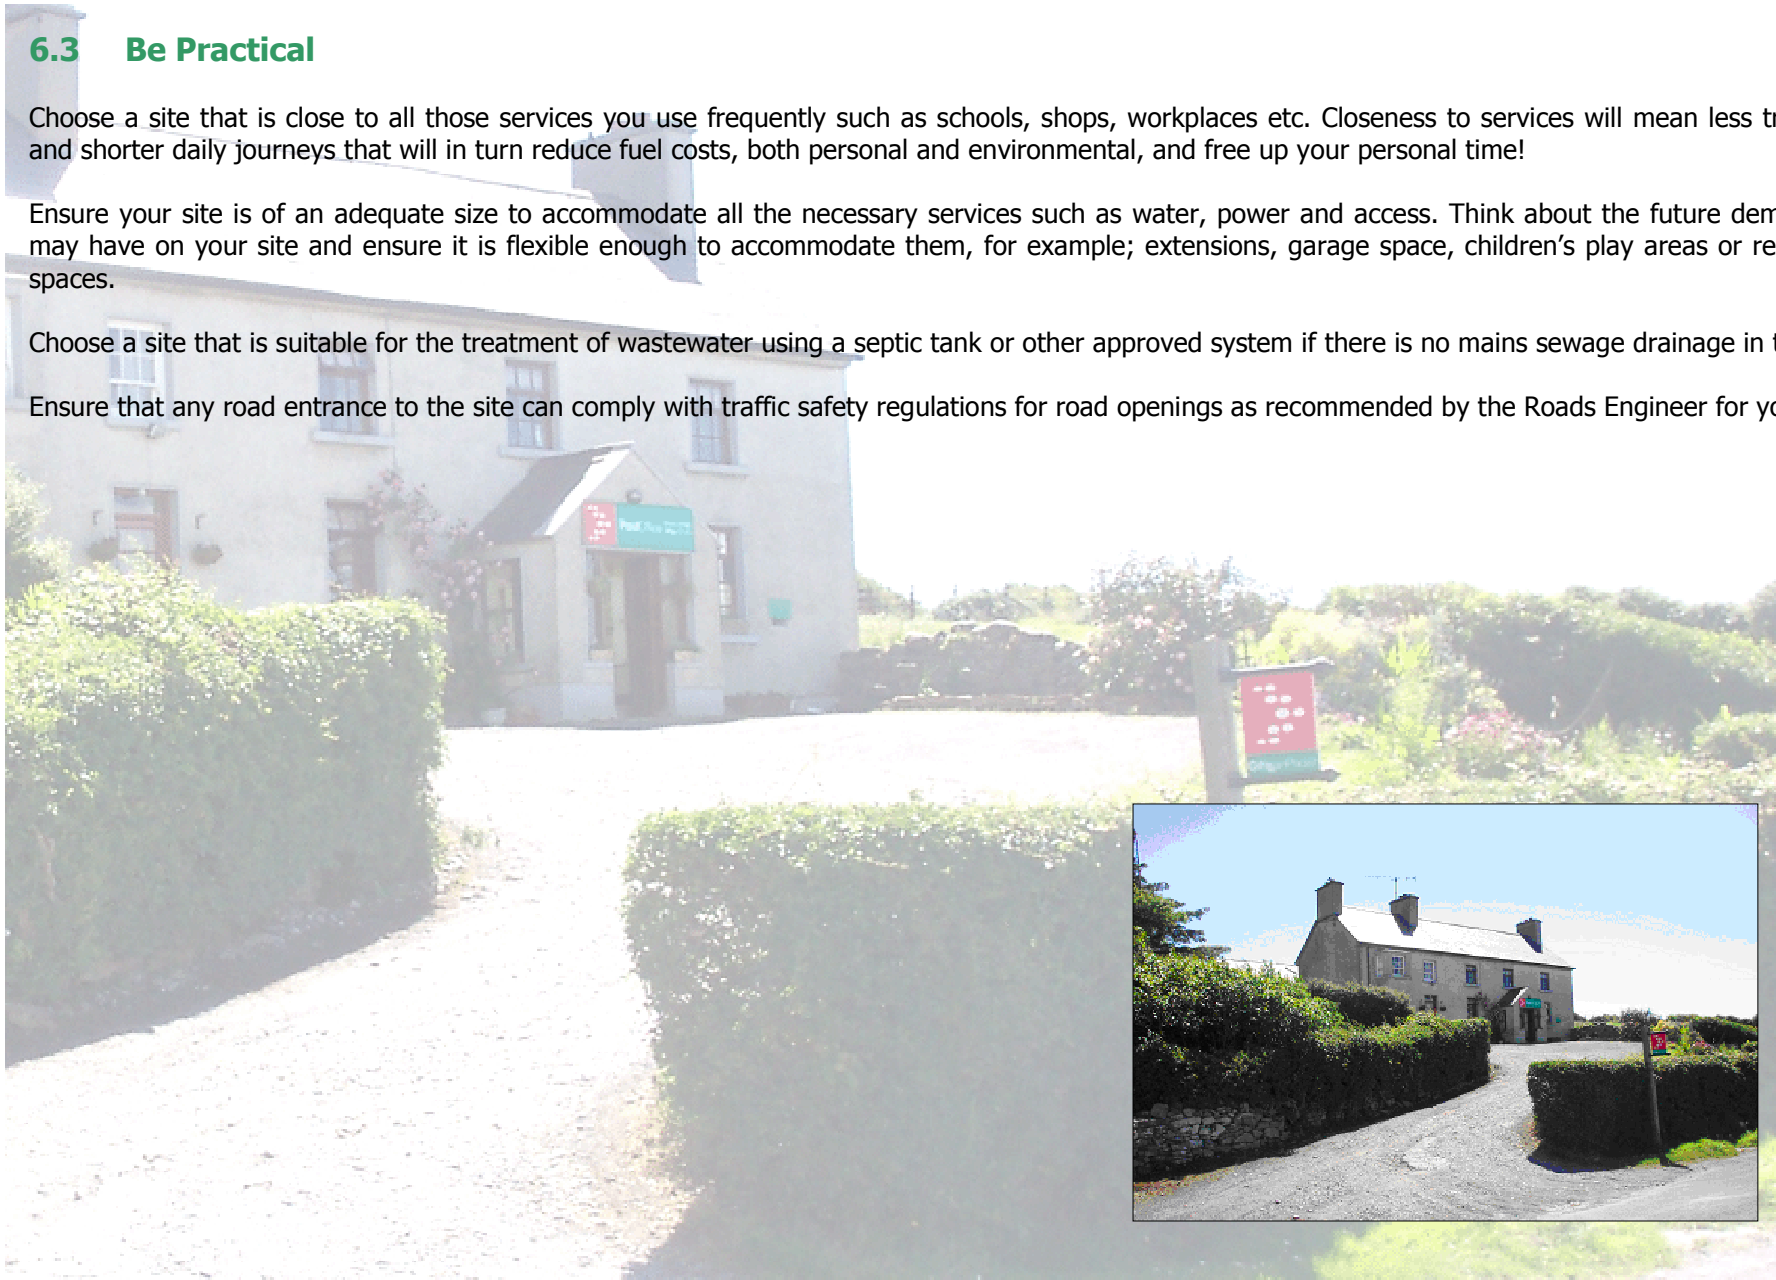 6.3 Be Practical
Choose a site that is close to all those services you use frequently such as schools, shops, workplaces etc. Closeness to services will mean less
and shorter daily journeys that will in turn reduce fuel costs, both personal and environmental, and free up your personal time!
Ensure your site is of an adequate size to accommodate all the necessary services such as water, power and access. Think about the future
may have on your site and ensure it is flexible enough to accommodate them, for example; extensions, garage space, children’s play areas or
spaces.
Choose a site that is suitable for the treatment of wastewater using a septic tank or other approved system if there is no mains sewage drainage in
Ensure that any road entrance to the site can comply with traffic safety regulations for road openings as recommended by the Roads Engineer for
Post